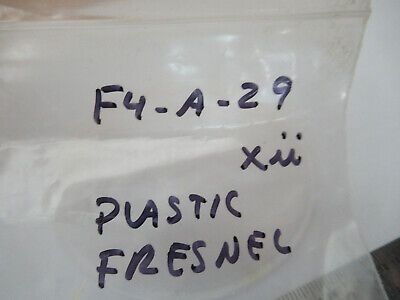 F4-A-29
xii
PLASTIC
FRESNEL